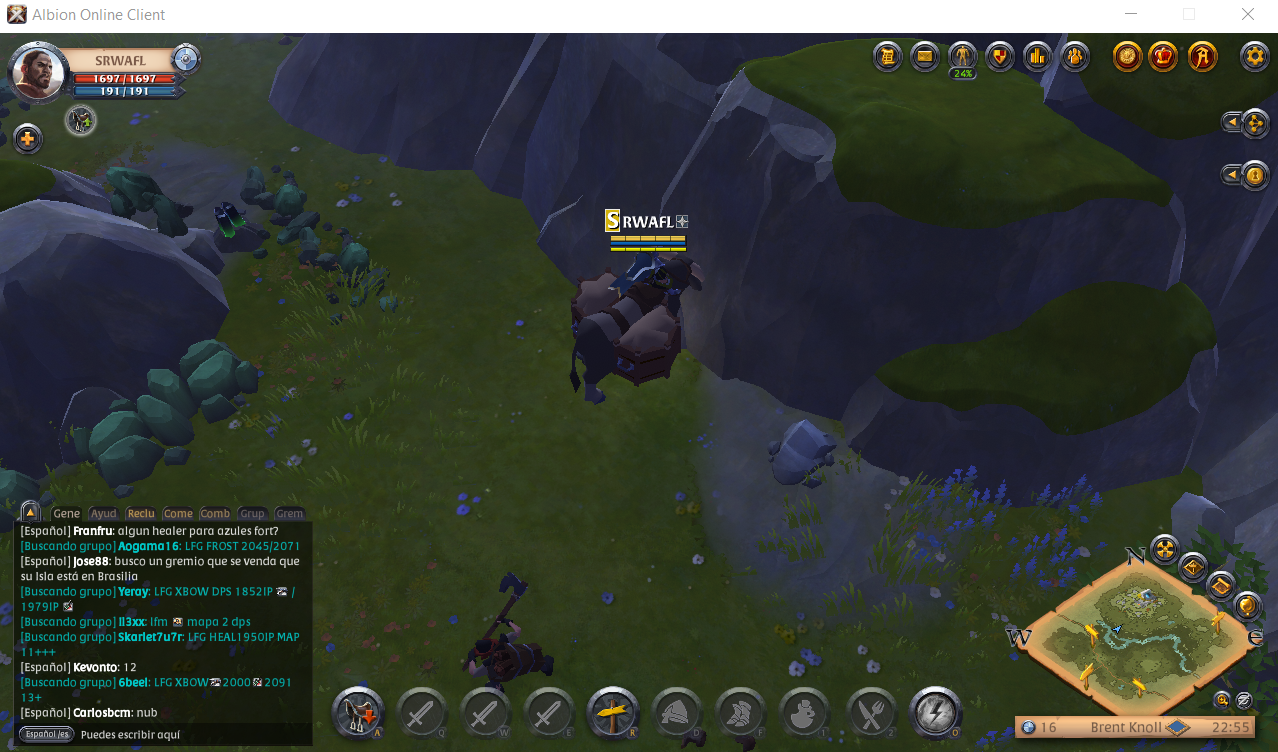 Albion Online Client
SRWAFL
1697 / 1697
191 / 191
24%
SRWAFL
Gene Ayud Reclu Come Comb Grup Grem
[Español] Franfru: algun healer para azules fort?
[Buscando grupo] Aogama16: LFG FROST 2045/2071
[Español] Jose88: busco un gremio que se venda que
su Isla está en Brasilia
[Buscando grupo] Yeray: LFG XBOW DPS 1852IP /
1979IP
[Buscando grupo] ll3xx: lfm mapa 2 dps
[Buscando grupo] Skarlet7u7r: LFG HEAL1950IP MAP
11+++
[Español] Kevonto: 12
[Buscando grupo] 6beel: LFG XBOW 2000 2091
13+
[Español] Carlosbcm: nub
Español /es Puedes escribir aquí
A Q W E R D F 1 2 O
N
W E
16 Brent Knoll 22:55